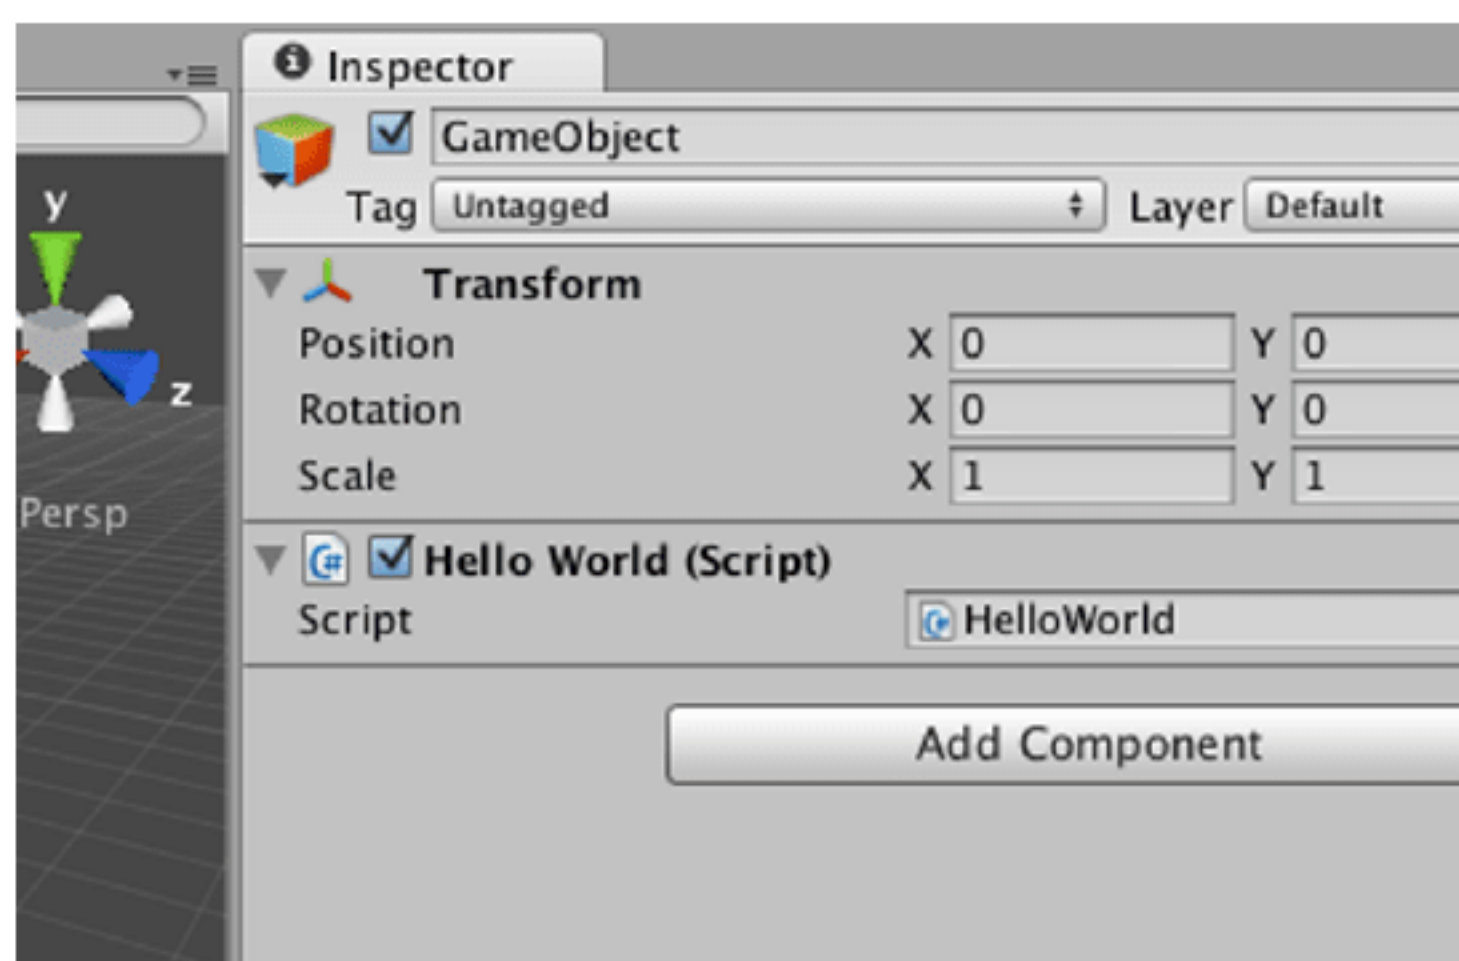 Inspector
GameObject
Tag Untagged Layer Default
y
z
Persp
Transform
Position X 0 Y 0
Rotation X 0 Y 0
Scale X 1 Y 1
Hello World (Script)
Script HelloWorld
Add Component